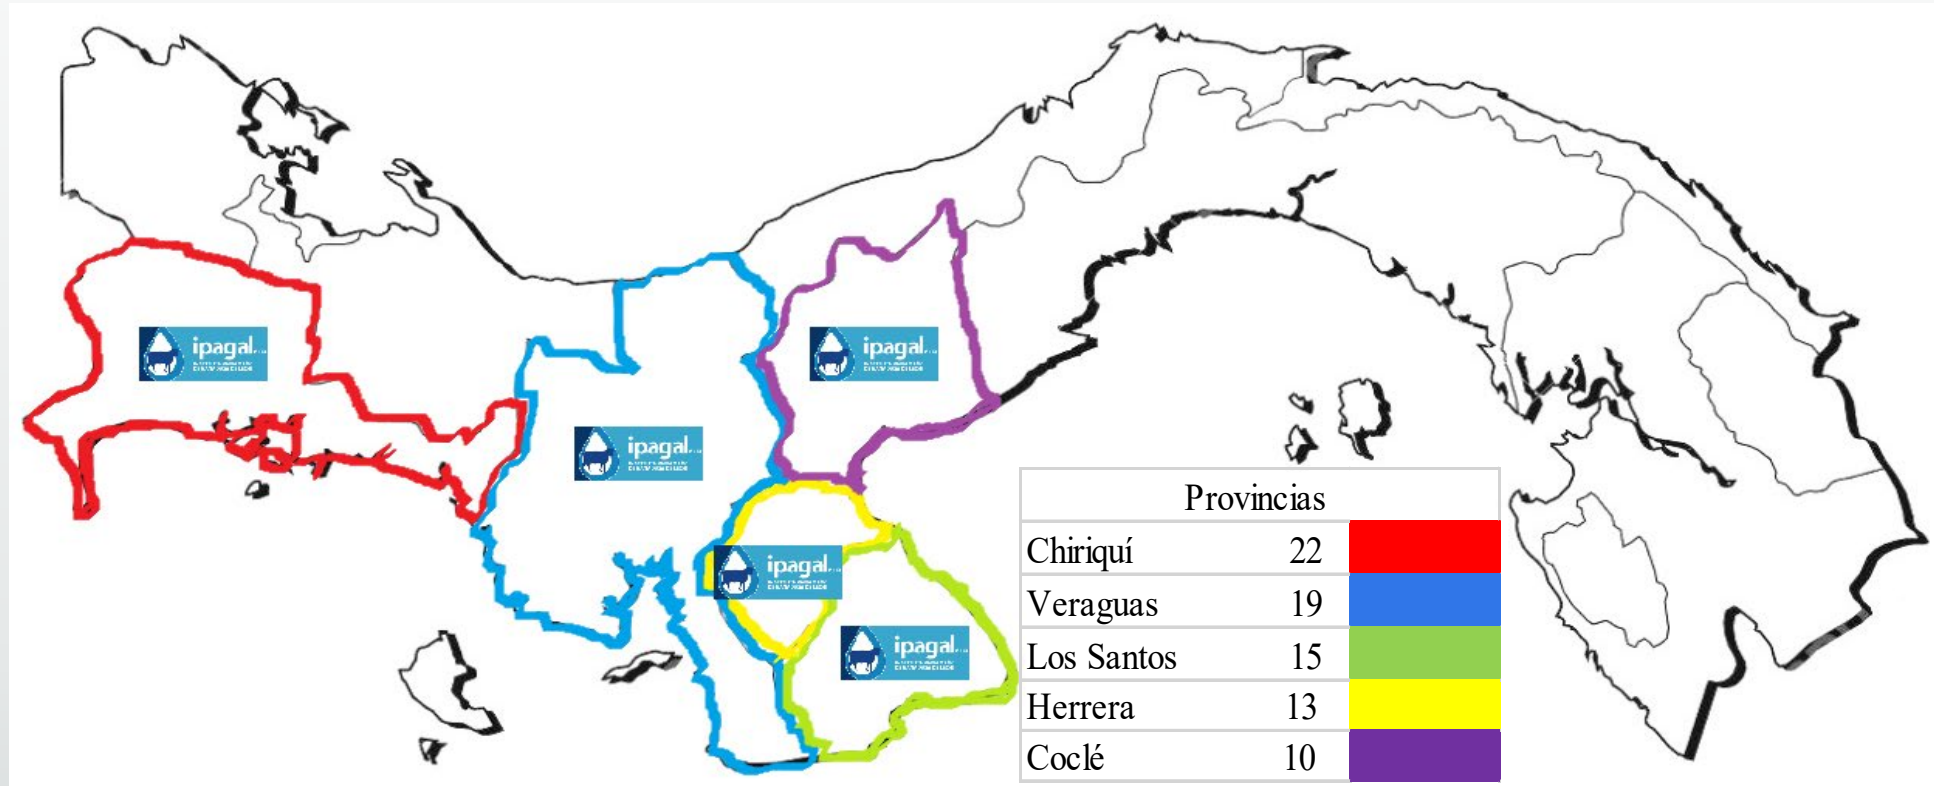 ipagal
ipagal
ipagal
ipagal
ipagal
Provincias
Chiriquí 22
Veraguas 19
Los Santos 15
Herrera 13
Coclé 10